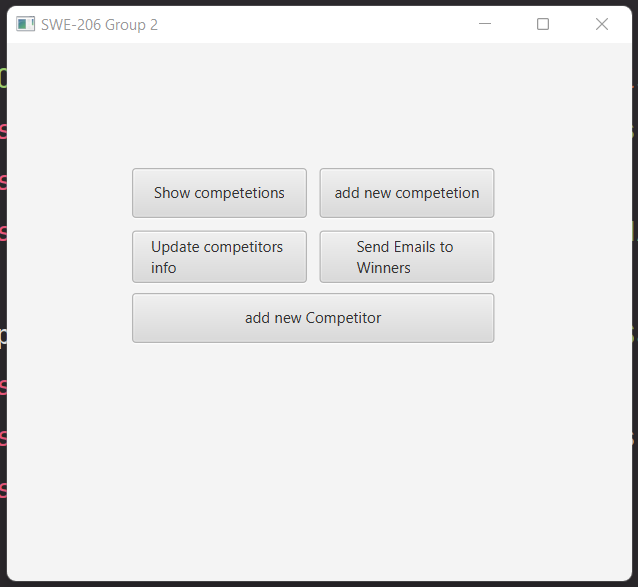 SWE-206 Group 2
Show competetions
add new competetion
Update competitors
info
Send Emails to
Winners
add new Competitor